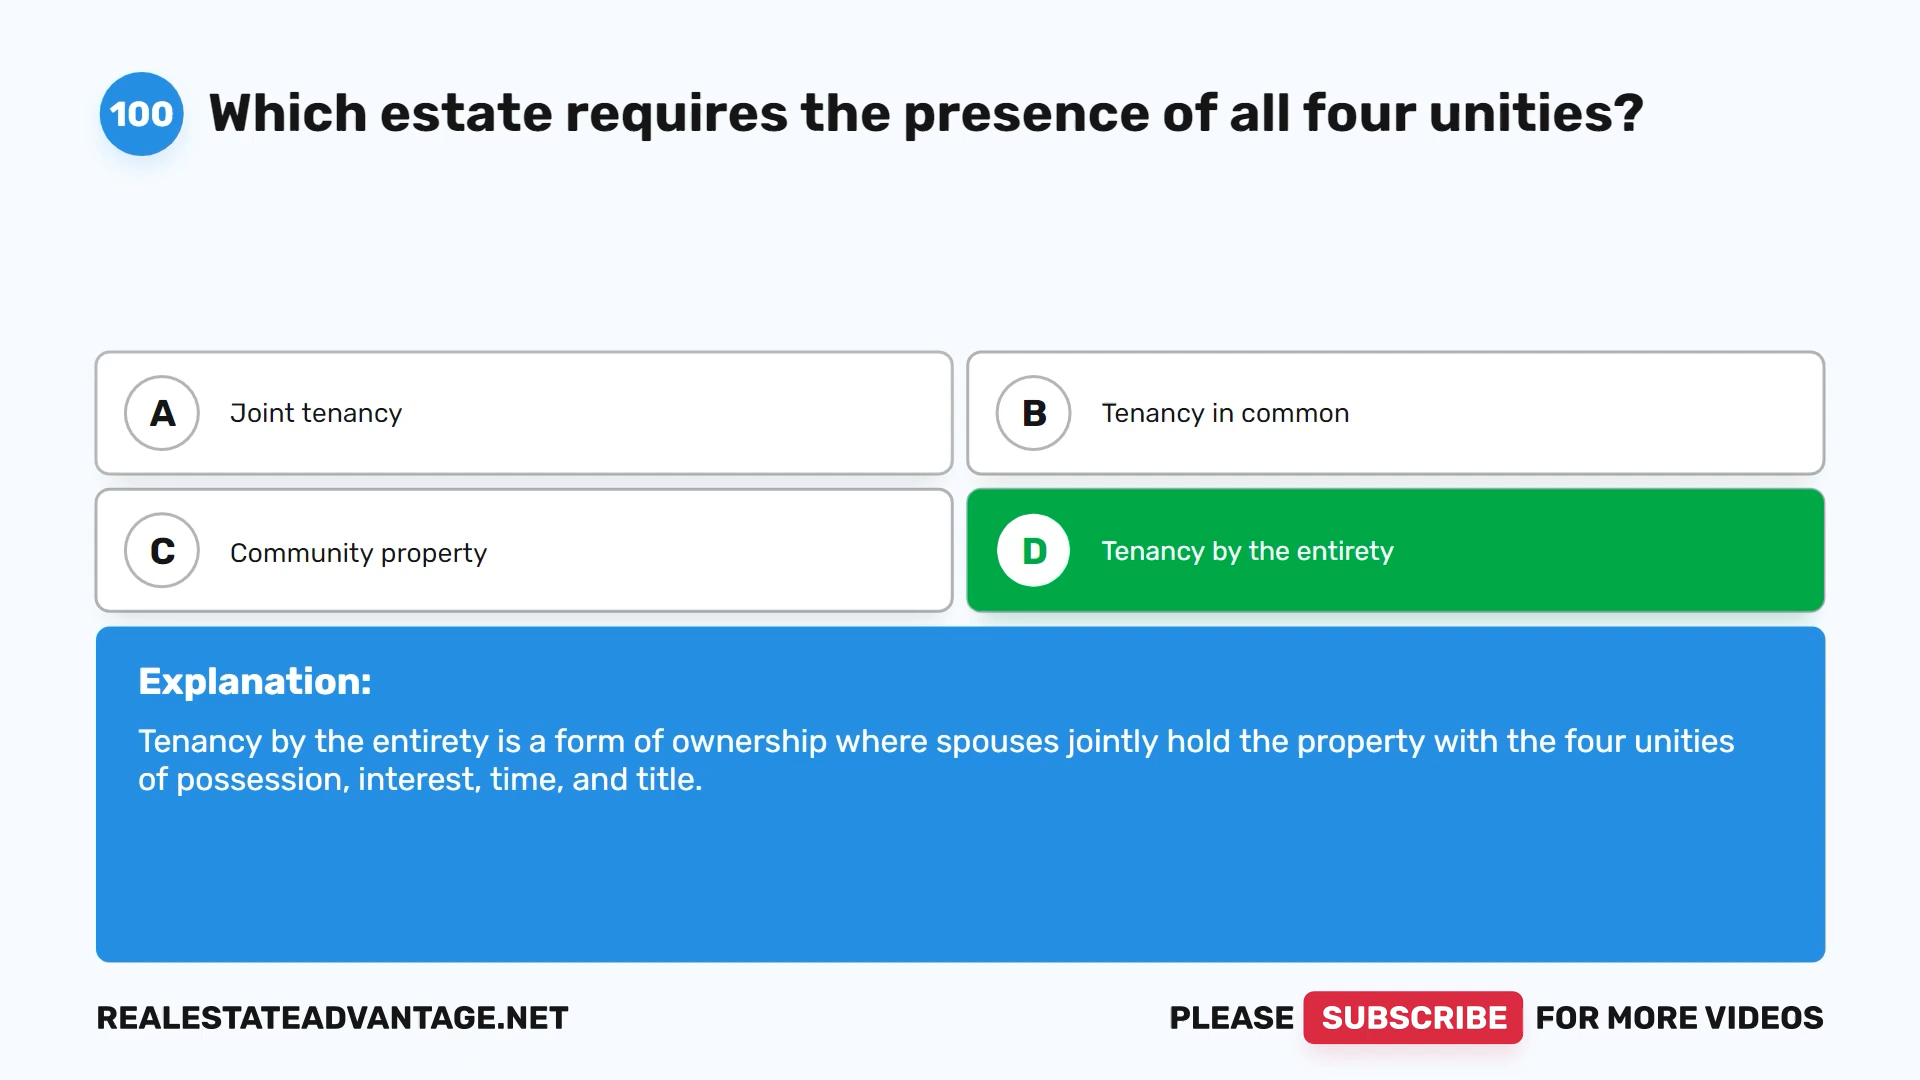 100 Which estate requires the presence of all four unities?
A Joint tenancy
B Tenancy in common
C Community property
D Tenancy by the entirety
Explanation:
Tenancy by the entirety is a form of ownership where spouses jointly hold the property with the four unities
of possession, interest, time, and title.
REALESTATEADVANTAGE.NET
PLEASE SUBSCRIBE FOR MORE VIDEOS